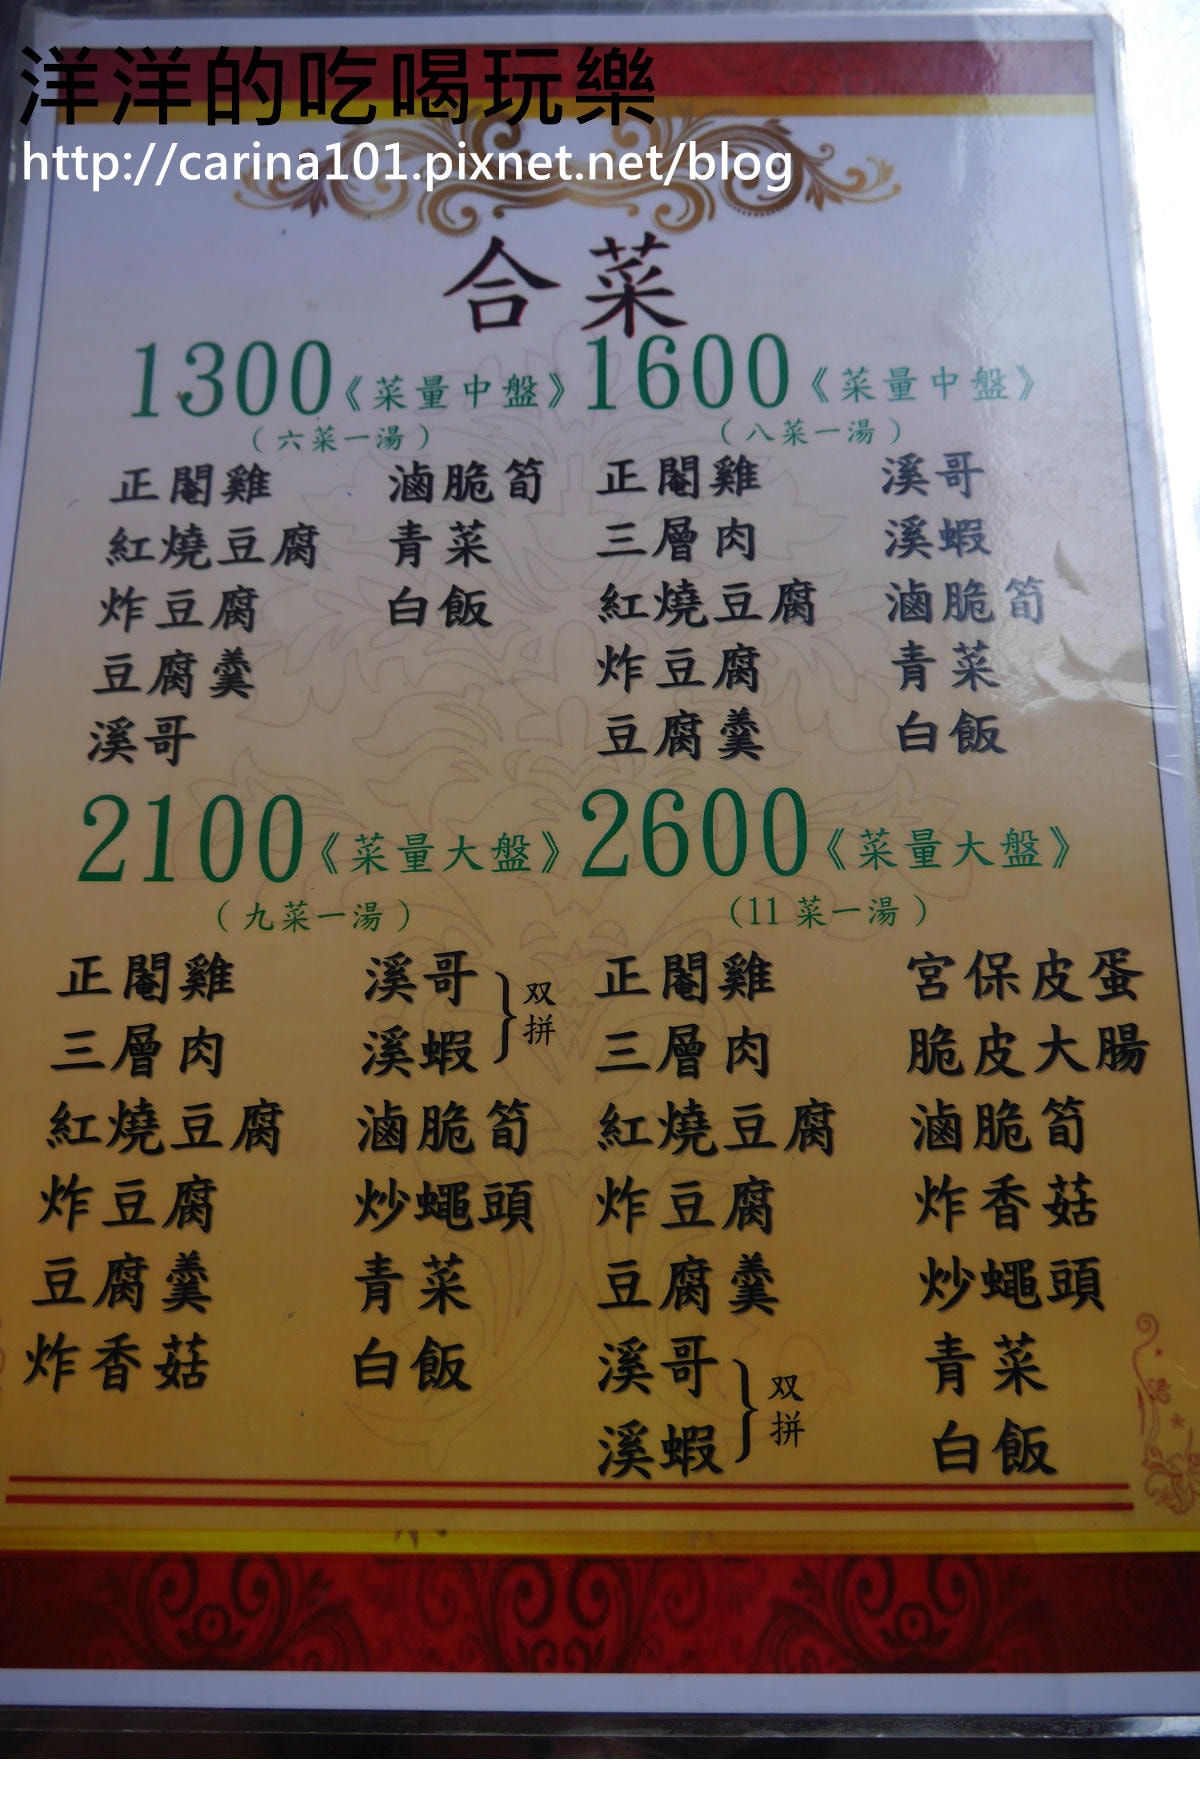 洋洋的吃喝玩樂
http://carina101.pixnet.net/blog
合菜
1300《菜量中盤》
(六菜一湯)
正閹雞
紅燒豆腐
炸豆腐
豆腐羹
溪哥
滷脆筍
青菜
白飯
1600《菜量中盤》
(八菜一湯)
正閹雞
三層肉
紅燒豆腐
炸豆腐
豆腐羹
溪哥
溪蝦
滷脆筍
青菜
白飯
2100《菜量大盤》
(九菜一湯)
正閹雞
三層肉
紅燒豆腐
炸豆腐
豆腐羹
炸香菇
溪哥
溪蝦
双拼
滷脆筍
炒蠅頭
青菜
白飯
2600《菜量大盤》
(11菜一湯)
正閹雞
三層肉
紅燒豆腐
炸豆腐
豆腐羹
溪哥
溪蝦
双拼
宮保皮蛋
脆皮大腸
滷脆筍
炸香菇
炒蠅頭
青菜
白飯